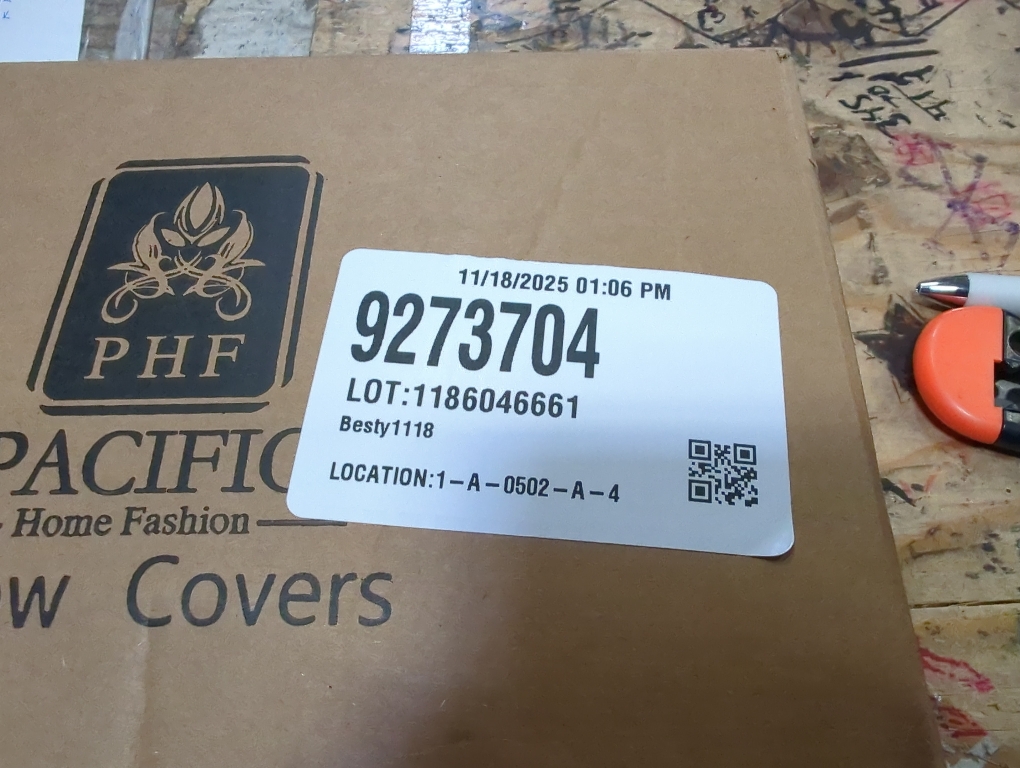 PHF
PACIFIC
Home Fashion
Covers
11/18/2025 01:06 PM
9273704
LOT:1186046661
Besty1118
LOCATION:1-A-0502-A-4